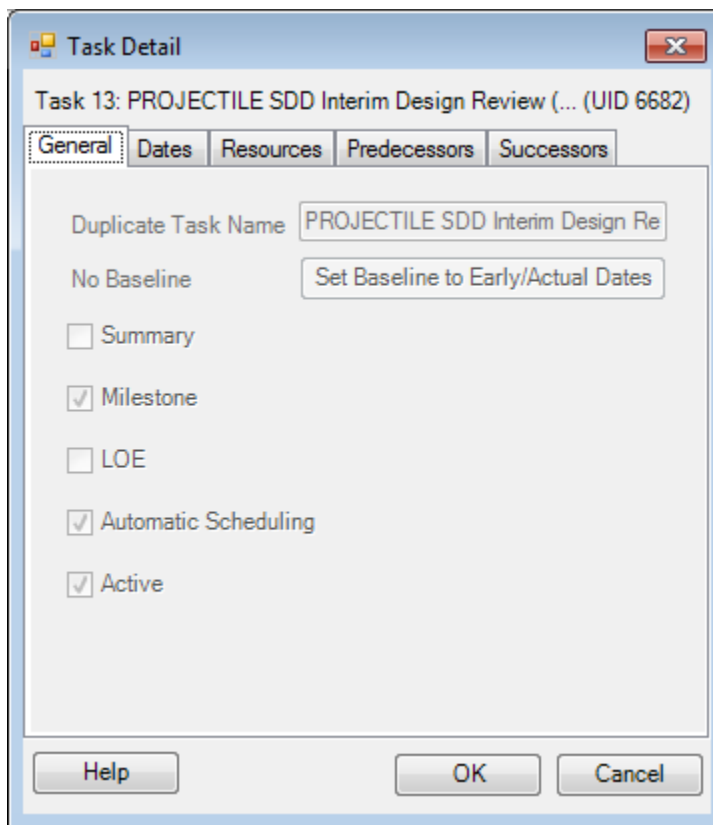 Task Detail
Task 13: PROJECTILE SDD Interim Design Review (... (UID 6682)
General Dates Resources Predecessors Successors
Duplicate Task Name PROJECTILE SDD Interim Design Re
No Baseline Set Baseline to Early/Actual Dates
Summary
Milestone
LOE
Automatic Scheduling
Active
Help OK Cancel